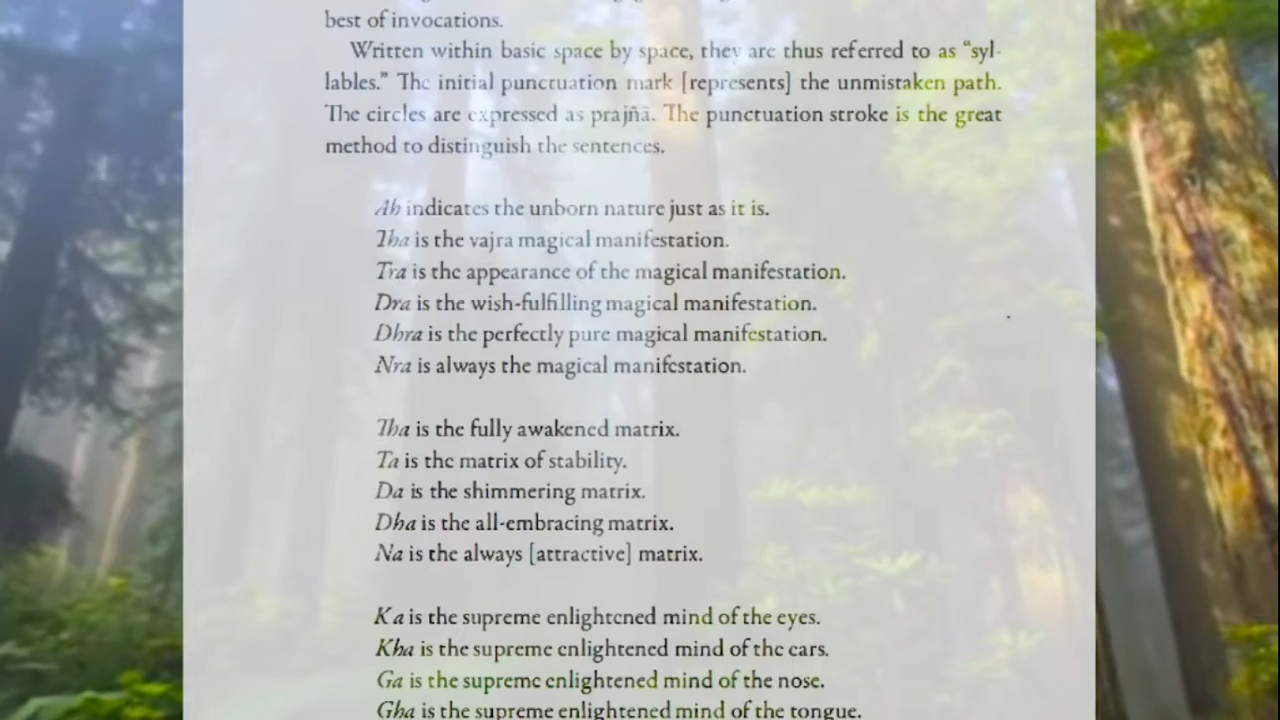 best of invocations.
Written within basic space by space, they are thus referred to as “syl-
lables.” The initial punctuation mark [represents] the unmistaken path.
The circles are expressed as prajñā. The punctuation stroke is the great
method to distinguish the sentences.
Ah indicates the unborn nature just as it is.
Tha is the vajra magical manifestation.
Tra is the appearance of the magical manifestation.
Dra is the wish-fulfilling magical manifestation.
Dhra is the perfectly pure magical manifestation.
Nra is always the magical manifestation.
Tha is the fully awakened matrix.
Ta is the matrix of stability.
Da is the shimmering matrix.
Dha is the all-embracing matrix.
Na is the always [attractive] matrix.
Ka is the supreme enlightened mind of the eyes.
Kha is the supreme enlightened mind of the ears.
Ga is the supreme enlightened mind of the nose.
Gha is the supreme enlightened mind of the tongue.